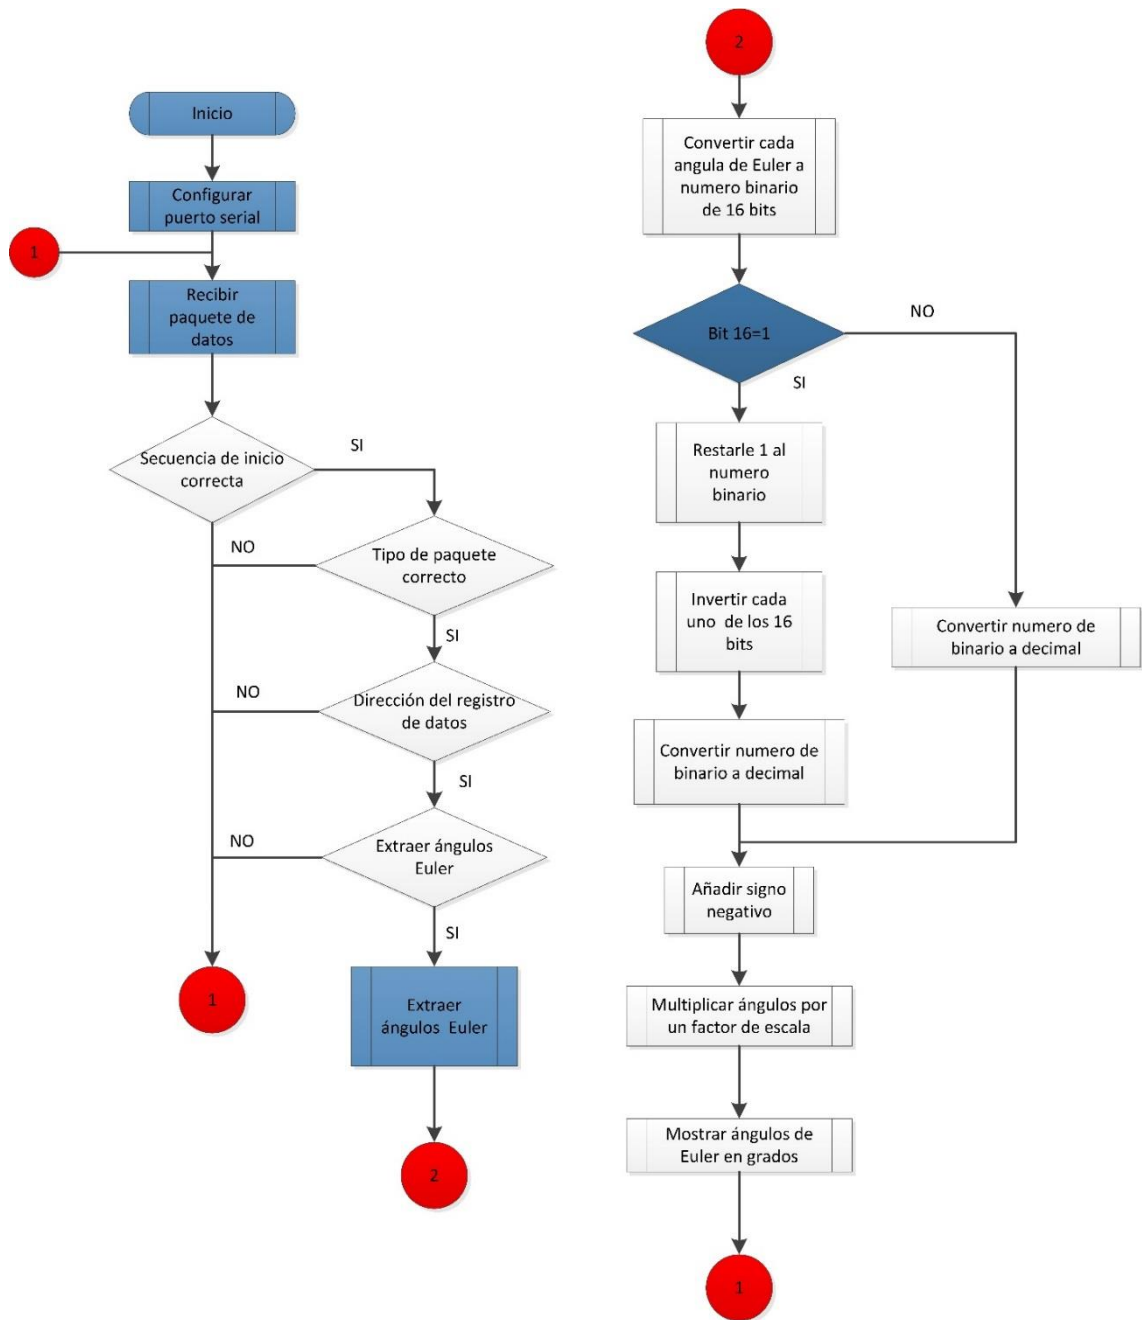 Inicio
Configurar
puerto serial
1
Recibir
paquete de
datos
Secuencia de inicio
correcta
SI
NO
Tipo de paquete
correcto
SI
NO
Dirección del registro
de datos
SI
NO
Extraer ángulos
Euler
SI
1
Extraer
ángulos Euler
2
2
Convertir cada
angula de Euler a
numero binario
de 16 bits
Bit 16=1
NO
SI
Restarle 1 al
numero
binario
Invertir cada
uno de los 16
bits
Convertir numero de
binario a decimal
Convertir numero de
binario a decimal
Añadir signo
negativo
Multiplicar ángulos por
un factor de escala
Mostrar ángulos de
Euler en grados
1